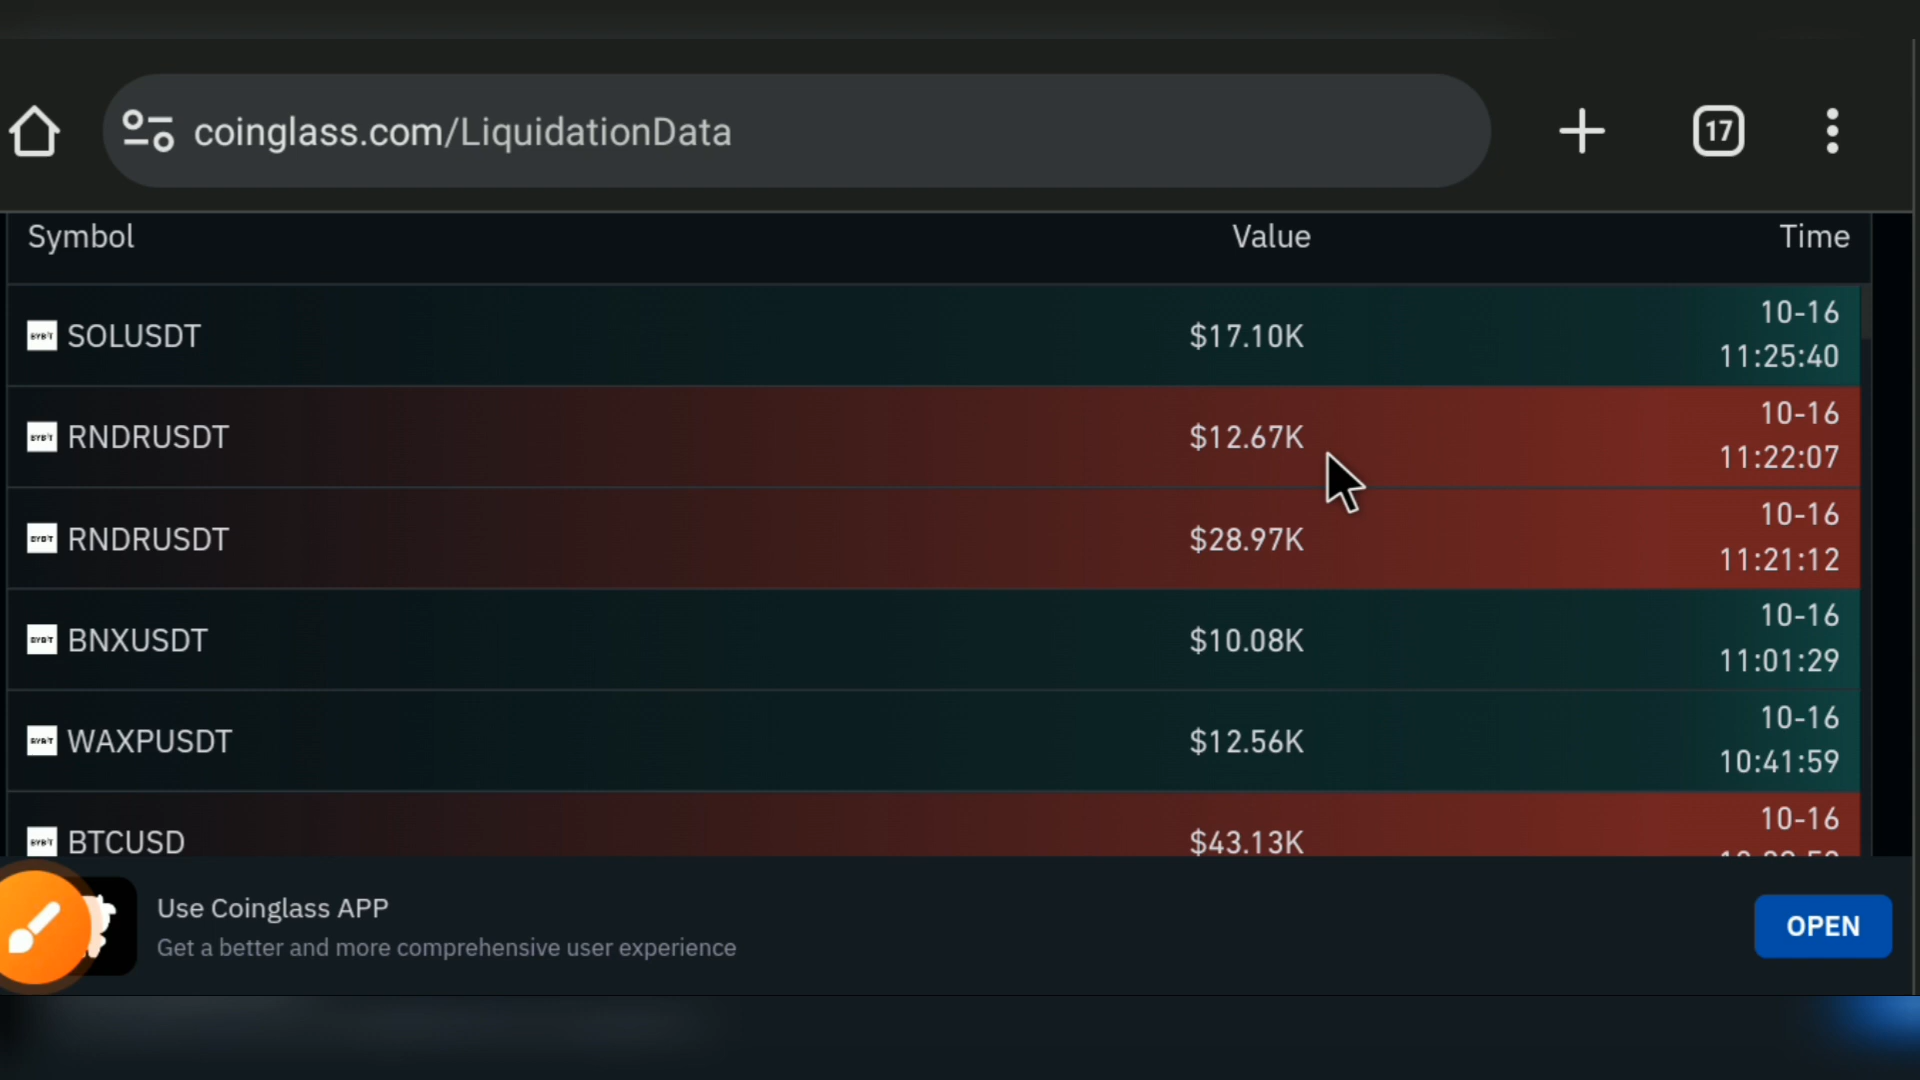 coinglass.com/LiquidationData
17
Symbol Value Time
SOLUSDT $17.10K 10-16
11:25:40
RNDRUSDT $12.67K 10-16
11:22:07
RNDRUSDT $28.97K 10-16
11:21:12
BNXUSDT $10.08K 10-16
11:01:29
WAXPUSDT $12.56K 10-16
10:41:59
BTCUSD $43.13K 10-16
Use Coinglass APP
Get a better and more comprehensive user experience
OPEN